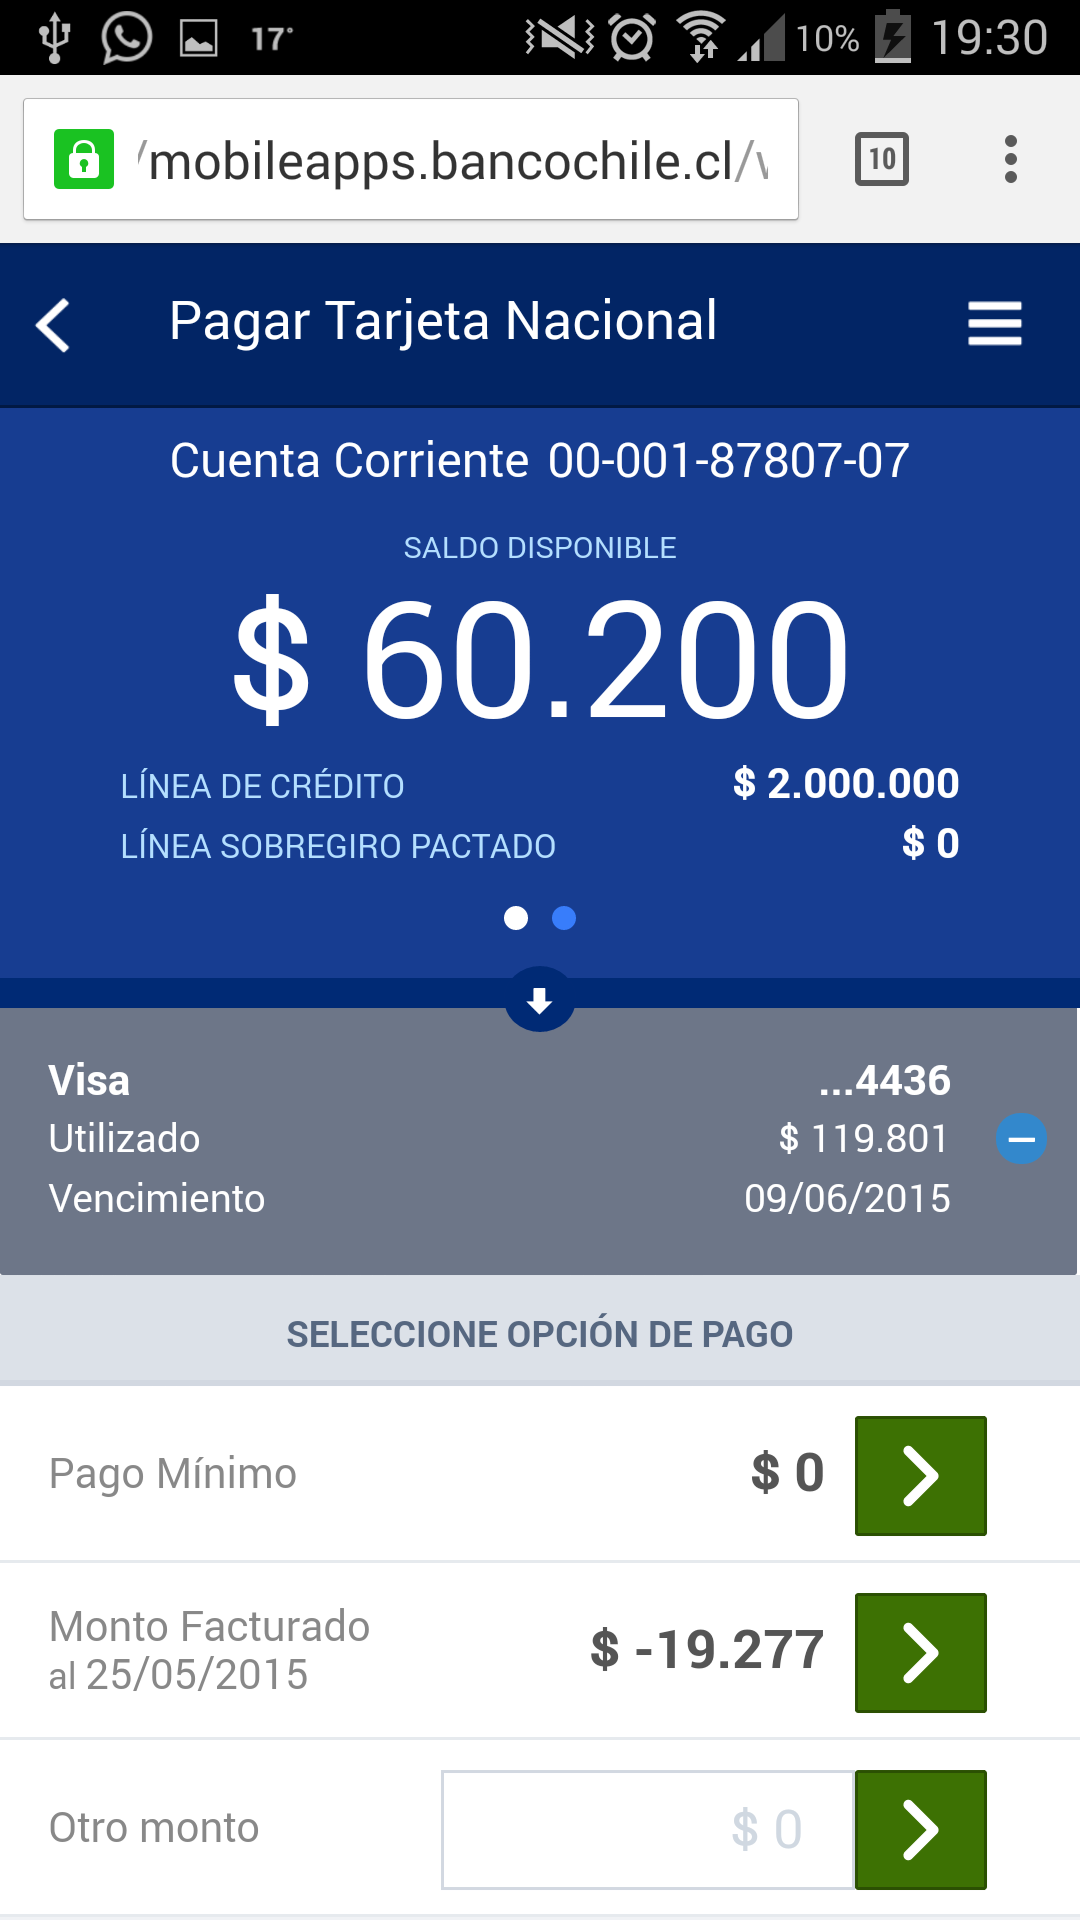 17° 10% 19:30
/mobileapps.bancochile.cl/ 10
Pagar Tarjeta Nacional
Cuenta Corriente 00-001-87807-07
SALDO DISPONIBLE
$ 60.200
LÍNEA DE CRÉDITO $ 2.000.000
LÍNEA SOBREGIRO PACTADO $ 0
Visa ...4436
Utilizado $ 119.801
Vencimiento 09/06/2015
SELECCIONE OPCIÓN DE PAGO
Pago Mínimo $ 0
Monto Facturado $ -19.277
al 25/05/2015
Otro monto $ 0